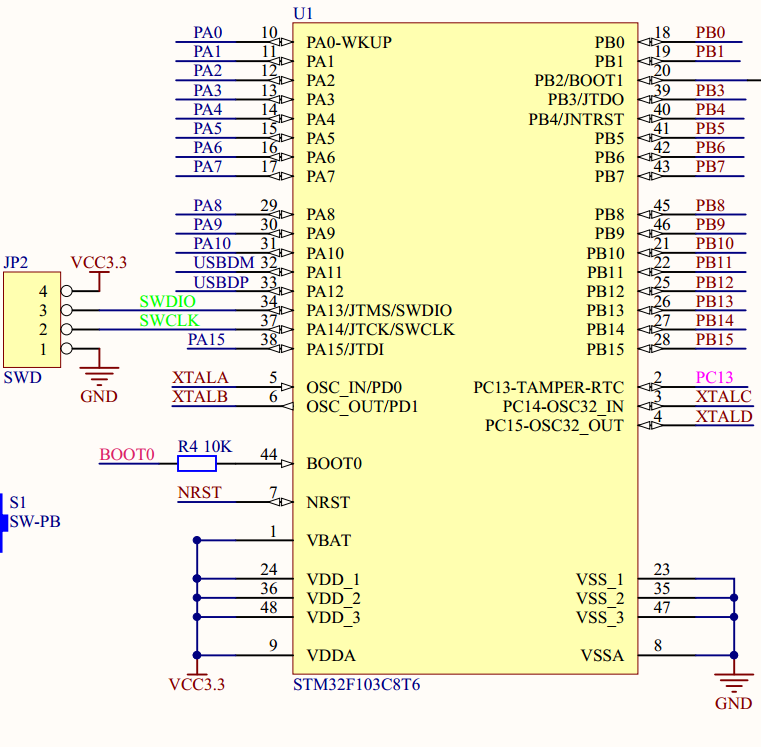 U1
PA0 10 PA0-WKUP PB0 18 PB0
PA1 11 PA1 PB1 19 PB1
PA2 12 PA2 PB2/BOOT1 20
PA3 13 PA3 PB3/JTDO 39 PB3
PA4 14 PA4 PB4/JNTRST 40 PB4
PA5 15 PA5 PB5 41 PB5
PA6 16 PA6 PB6 42 PB6
PA7 17 PA7 PB7 43 PB7
PA8 29 PA8 PB8 45 PB8
PA9 30 PA9 PB9 46 PB9
PA10 31 PA10 PB10 21 PB10
JP2 VCC3.3 USBDM 32 PA11 PB11 22 PB11
4 USBDP 33 PA12 PB12 25 PB12
3 SWDIO 34 PA13/JTMS/SWDIO PB13 26 PB13
2 SWCLK 37 PA14/JTCK/SWCLK PB14 27 PB14
1 PA15 38 PA15/JTDI PB15 28 PB15
SWD
GND
XTALA 5 OSC_IN/PD0 PC13-TAMPER-RTC 2 PC13
XTALB 6 OSC_OUT/PD1 PC14-OSC32_IN 3 XTALC
PC15-OSC32_OUT 4 XTALD
BOOT0 R4 10K 44 BOOT0
NRST 7 NRST
S1
SW-PB
1 VBAT
24 VDD_1 VSS_1 23
36 VDD_2 VSS_2 35
48 VDD_3 VSS_3 47
9 VDDA VSSA 8
VCC3.3 STM32F103C8T6
GND